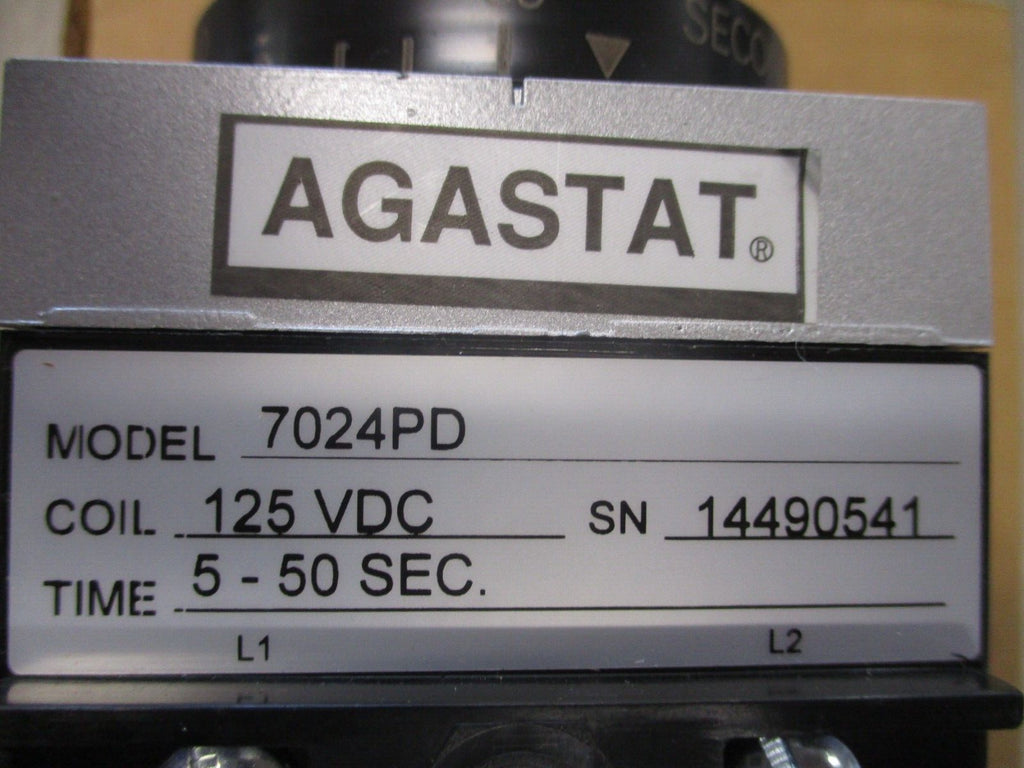 AGASTAT®
MODEL 7024PD
COIL 125 VDC SN 14490541
TIME 5 - 50 SEC.
L1 L2